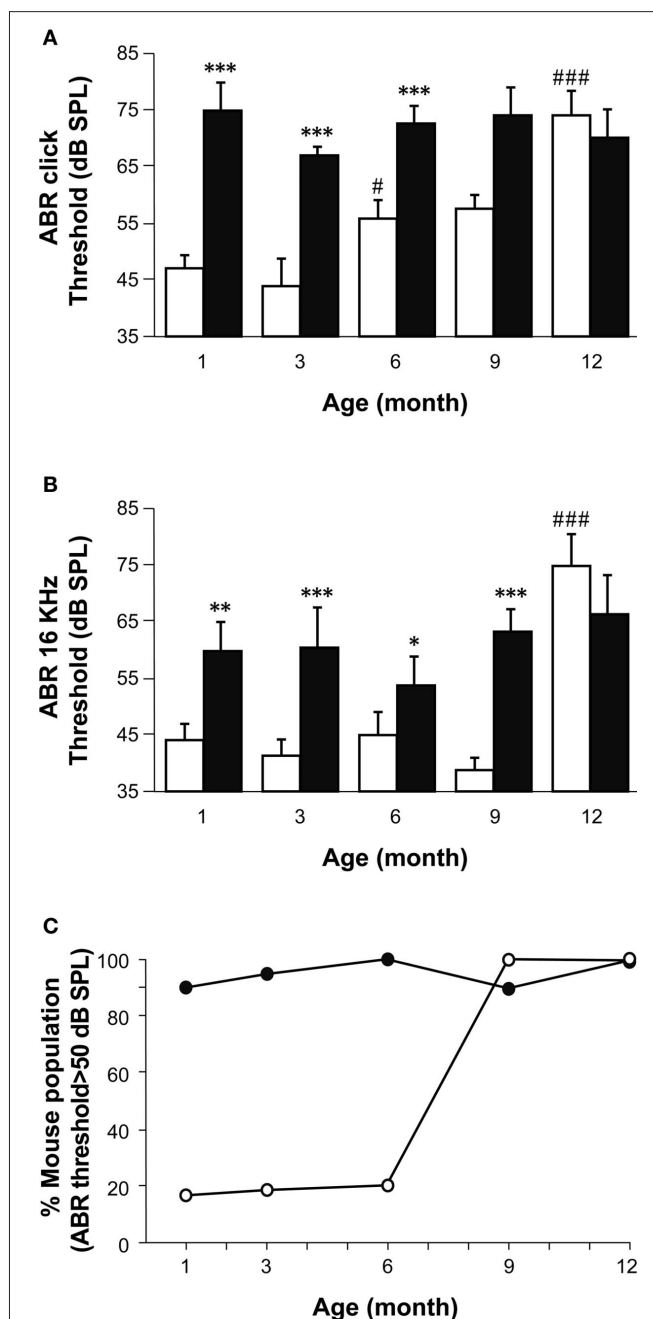 A
ABR click
Threshold (dB SPL)
85
75
65
55
45
35
***
***
#
***
###
1 3 6 9 12
Age (month)
B
ABR 16 KHz
Threshold (dB SPL)
85
75
65
55
45
35
**
***
*
***
###
1 3 6 9 12
Age (month)
C
% Mouse population
(ABR threshold>50 dB SPL)
100
80
60
40
20
0
1 3 6 9 12
Age (month)